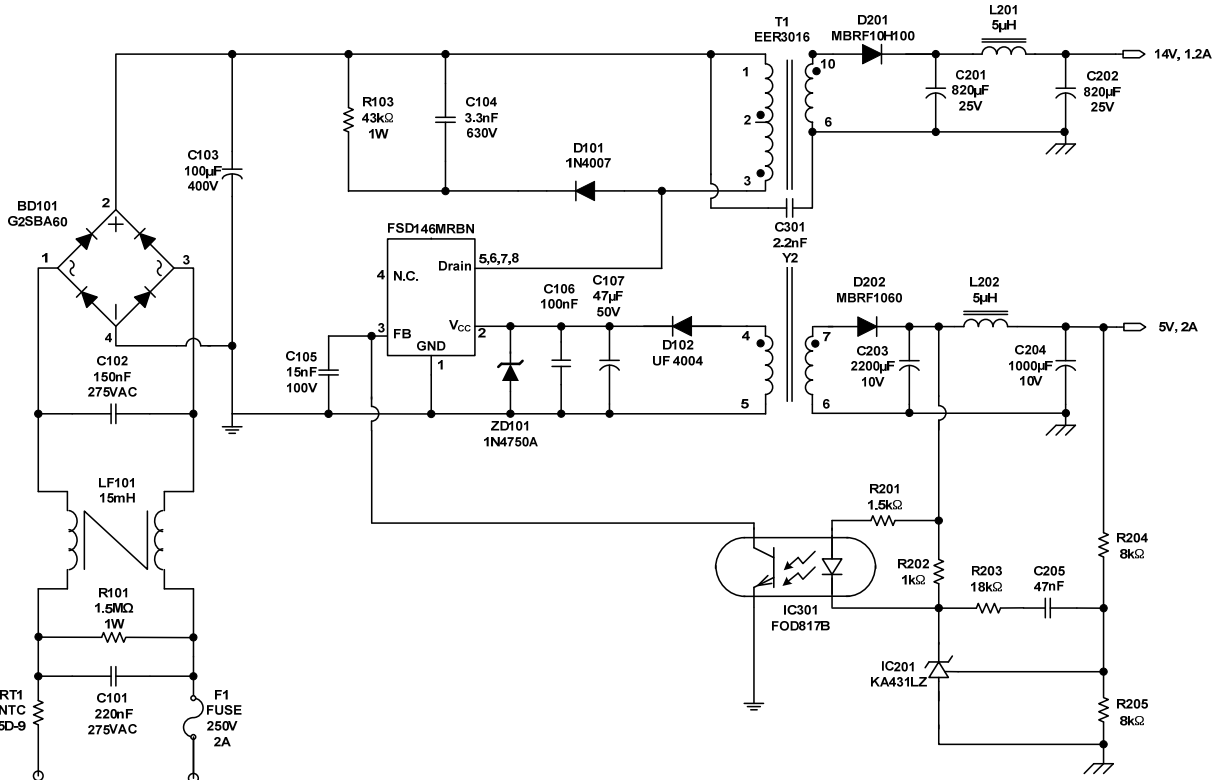 T1
EER3016
D201
MBRF10H100
L201
5µH
14V, 1.2A
1
10
R103
43kΩ
1W
C104
3.3nF
630V
C201
820µF
25V
C202
820µF
25V
2
6
C103
100µF
400V
D101
1N4007
3
BD101
G2SBA60
2
1
3
4
C301
2.2nF
Y2
FSD146MRBN
4
N.C.
Drain
5,6,7,8
C106
100nF
C107
47µF
50V
D202
MBRF1060
L202
5µH
5V, 2A
3
FB
VCC
2
GND
1
D102
UF 4004
4
7
C203
2200µF
10V
C204
1000µF
10V
C105
15nF
100V
C102
150nF
275VAC
5
6
ZD101
1N4750A
LF101
15mH
R201
1.5kΩ
R204
8kΩ
R202
1kΩ
R203
18kΩ
C205
47nF
R101
1.5MΩ
1W
IC301
FOD817B
IC201
KA431LZ
RT1
NTC
5D-9
C101
220nF
275VAC
F1
FUSE
250V
2A
R205
8kΩ